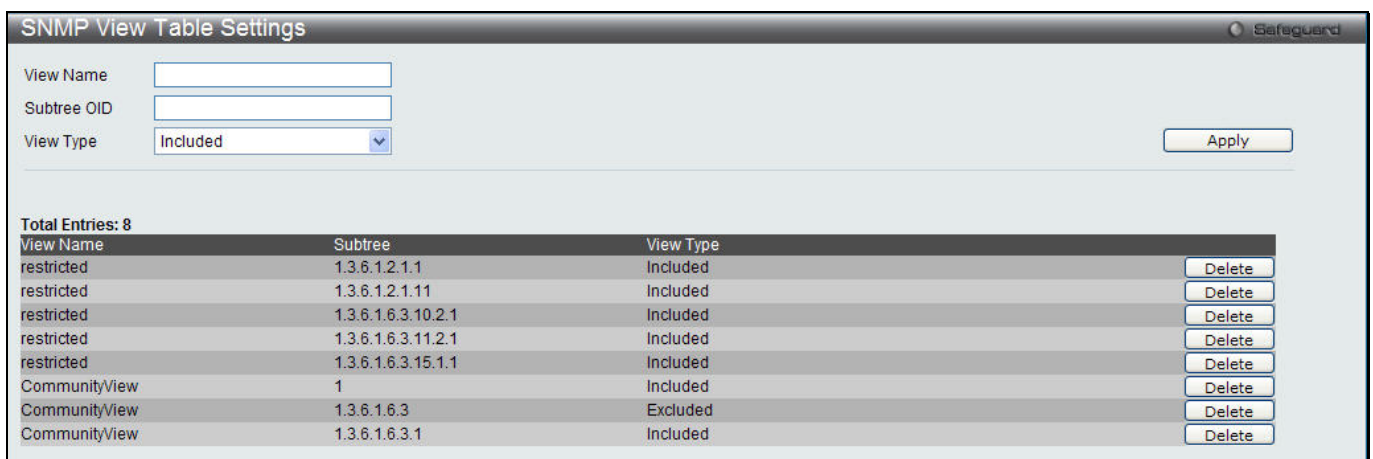 SNMP View Table Settings
Safeguard
View Name
Subtree OID
View Type Included
Apply
Total Entries: 8
View Name Subtree View Type
restricted 1.3.6.1.2.1.1 Included Delete
restricted 1.3.6.1.2.1.11 Included Delete
restricted 1.3.6.1.6.3.10.2.1 Included Delete
restricted 1.3.6.1.6.3.11.2.1 Included Delete
restricted 1.3.6.1.6.3.15.1.1 Included Delete
CommunityView 1 Included Delete
CommunityView 1.3.6.1.6.3 Excluded Delete
CommunityView 1.3.6.1.6.3.1 Included Delete